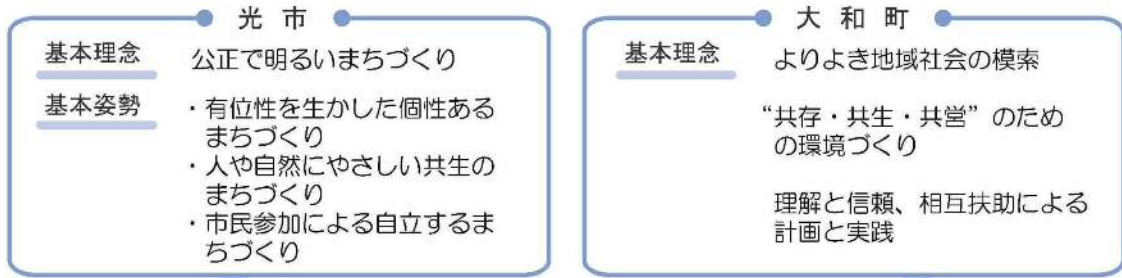 光市
基本理念
公正で明るいまちづくり
基本姿勢
・有位性を生かした個性ある
まちづくり
・人や自然にやさしい共生の
まちづくり
・市民参加による自立するま
ちづくり
大和町
基本理念
よりよき地域社会の模索
“共存・共生・共営”のため
の環境づくり
理解と信頼、相互扶助による
計画と実践